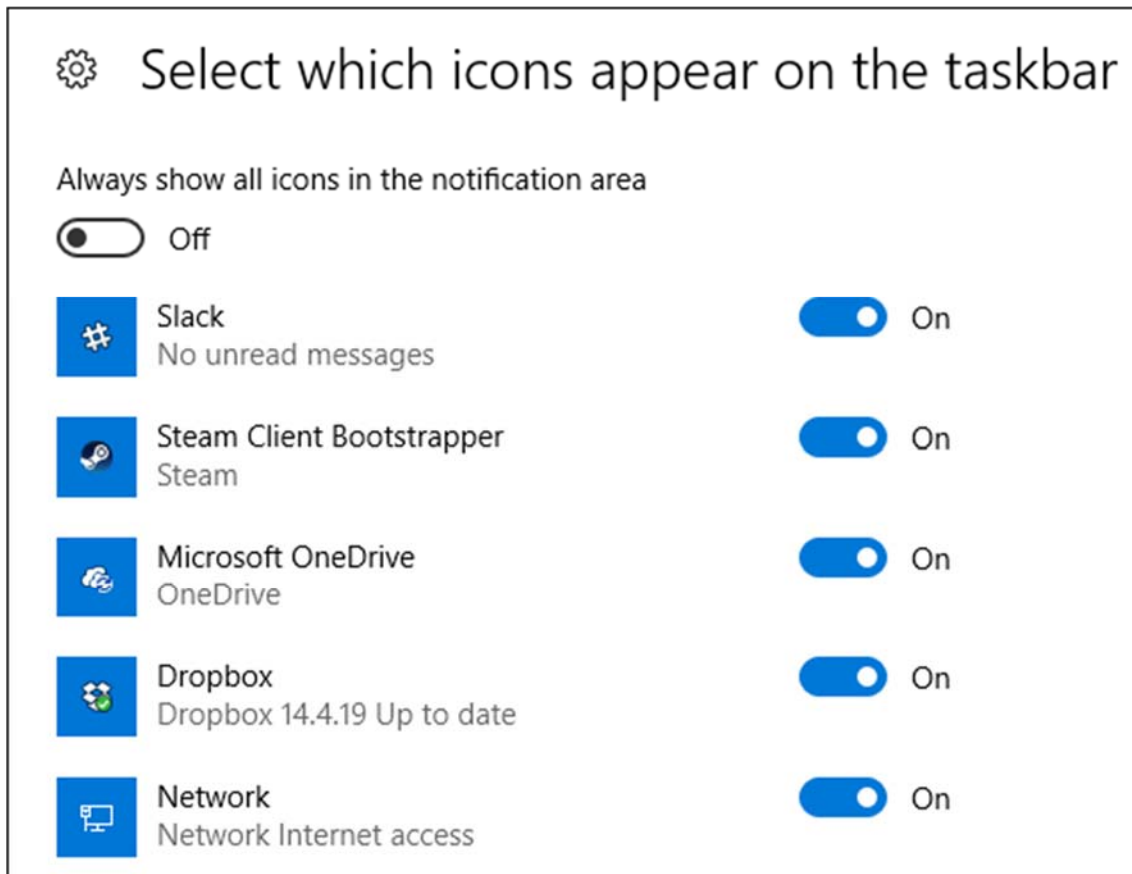 Select which icons appear on the taskbar
Always show all icons in the notification area
Off
Slack
On
No unread messages
Steam Client Bootstrapper
On
Steam
Microsoft OneDrive
On
OneDrive
Dropbox
On
Dropbox 14.4.19 Up to date
Network
On
Network Internet access